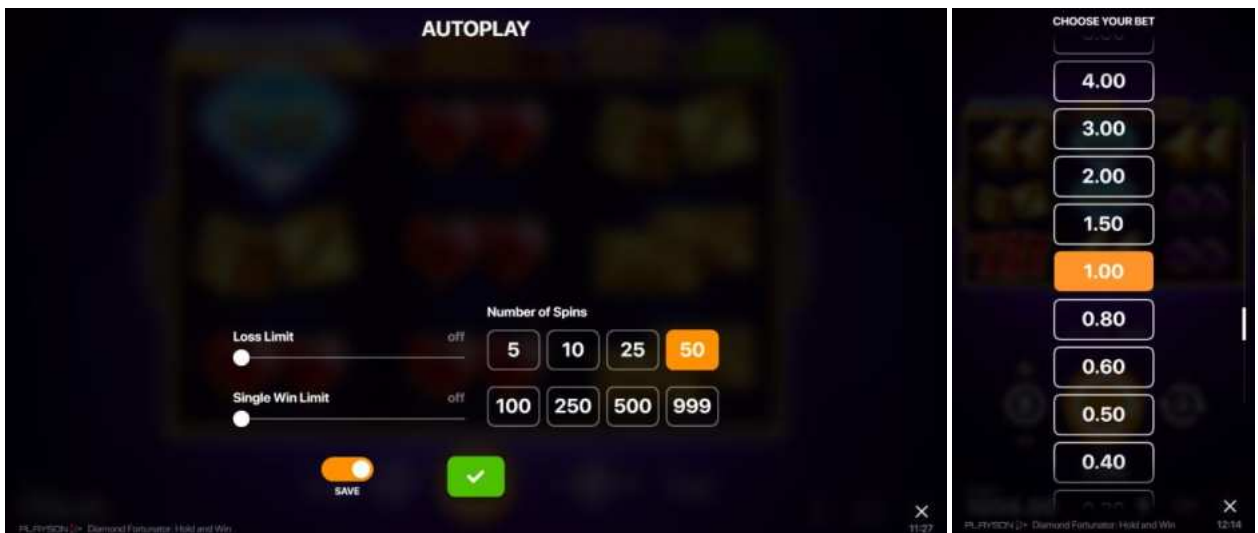 AUTOPLAY
Number of Spins
Loss Limit off
5 10 25 50
Single Win Limit off
100 250 500 999
SAVE
PLAYSON Diamond Fortunator: Hold and Win
11:27
CHOOSE YOUR BET
4.00
3.00
2.00
1.50
1.00
0.80
0.60
0.50
0.40
PLAYSON Diamond Fortunator: Hold and Win
12:14